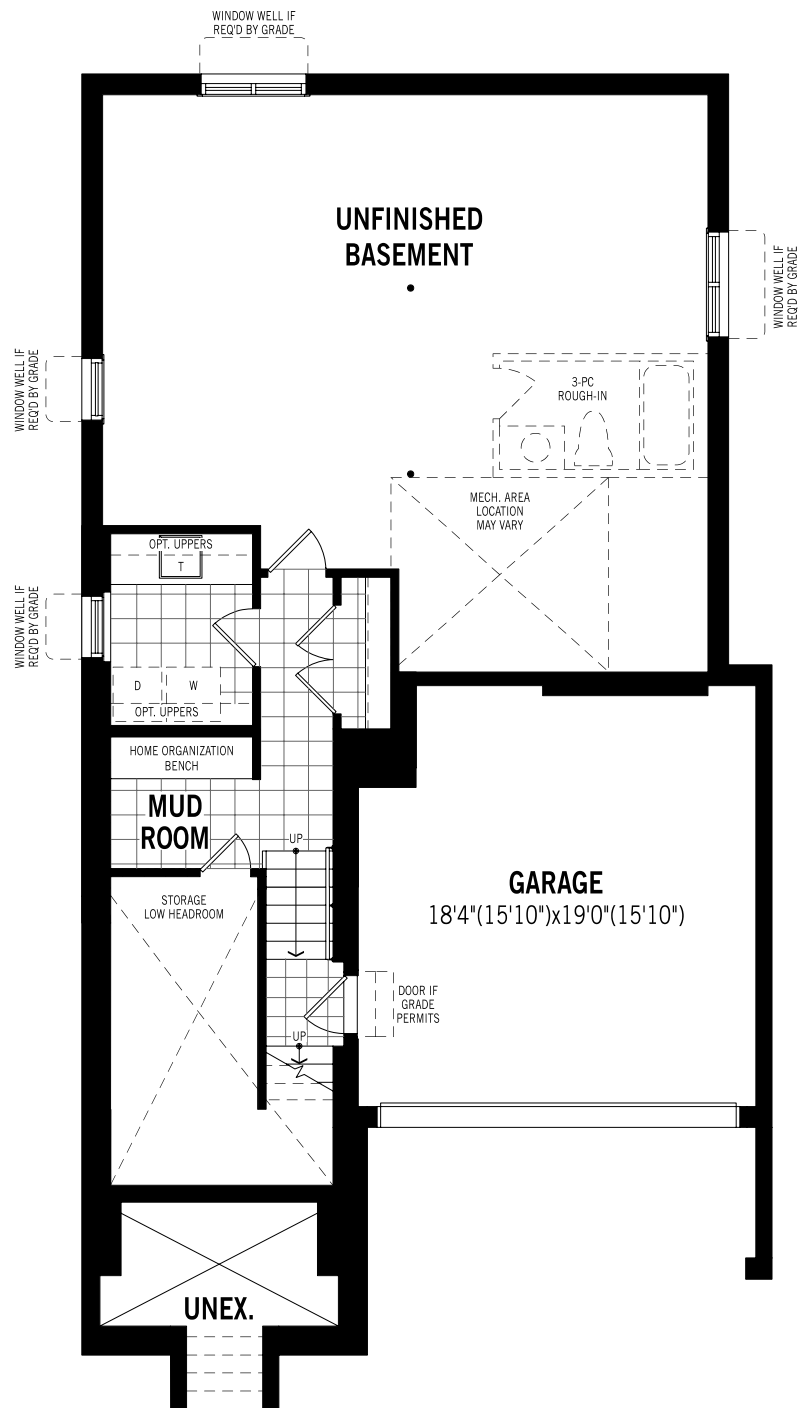 WINDOW WELL IF
REQ'D BY GRADE
UNFINISHED
BASEMENT
WINDOW WELL IF
REQ'D BY GRADE
WINDOW WELL IF
REQ'D BY GRADE
3-PC
ROUGH-IN
MECH. AREA
LOCATION
MAY VARY
OPT. UPPERS
T
WINDOW WELL IF
REQ'D BY GRADE
D
W
OPT. UPPERS
HOME ORGANIZATION
BENCH
MUD
ROOM
UP
STORAGE
LOW HEADROOM
GARAGE
18'4"(15'10")x19'0"(15'10")
DOOR IF
GRADE
PERMITS
UP
UNEX.